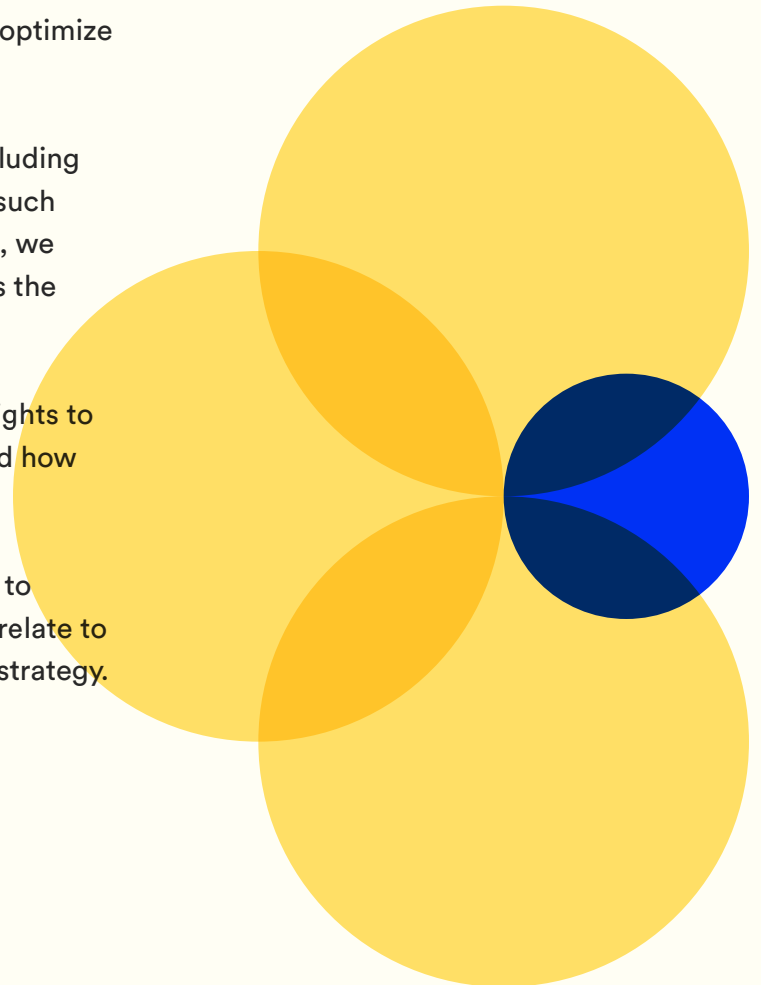 optimize
luding
such
, we
s the
ghts to
d how
to
relate to
strategy.